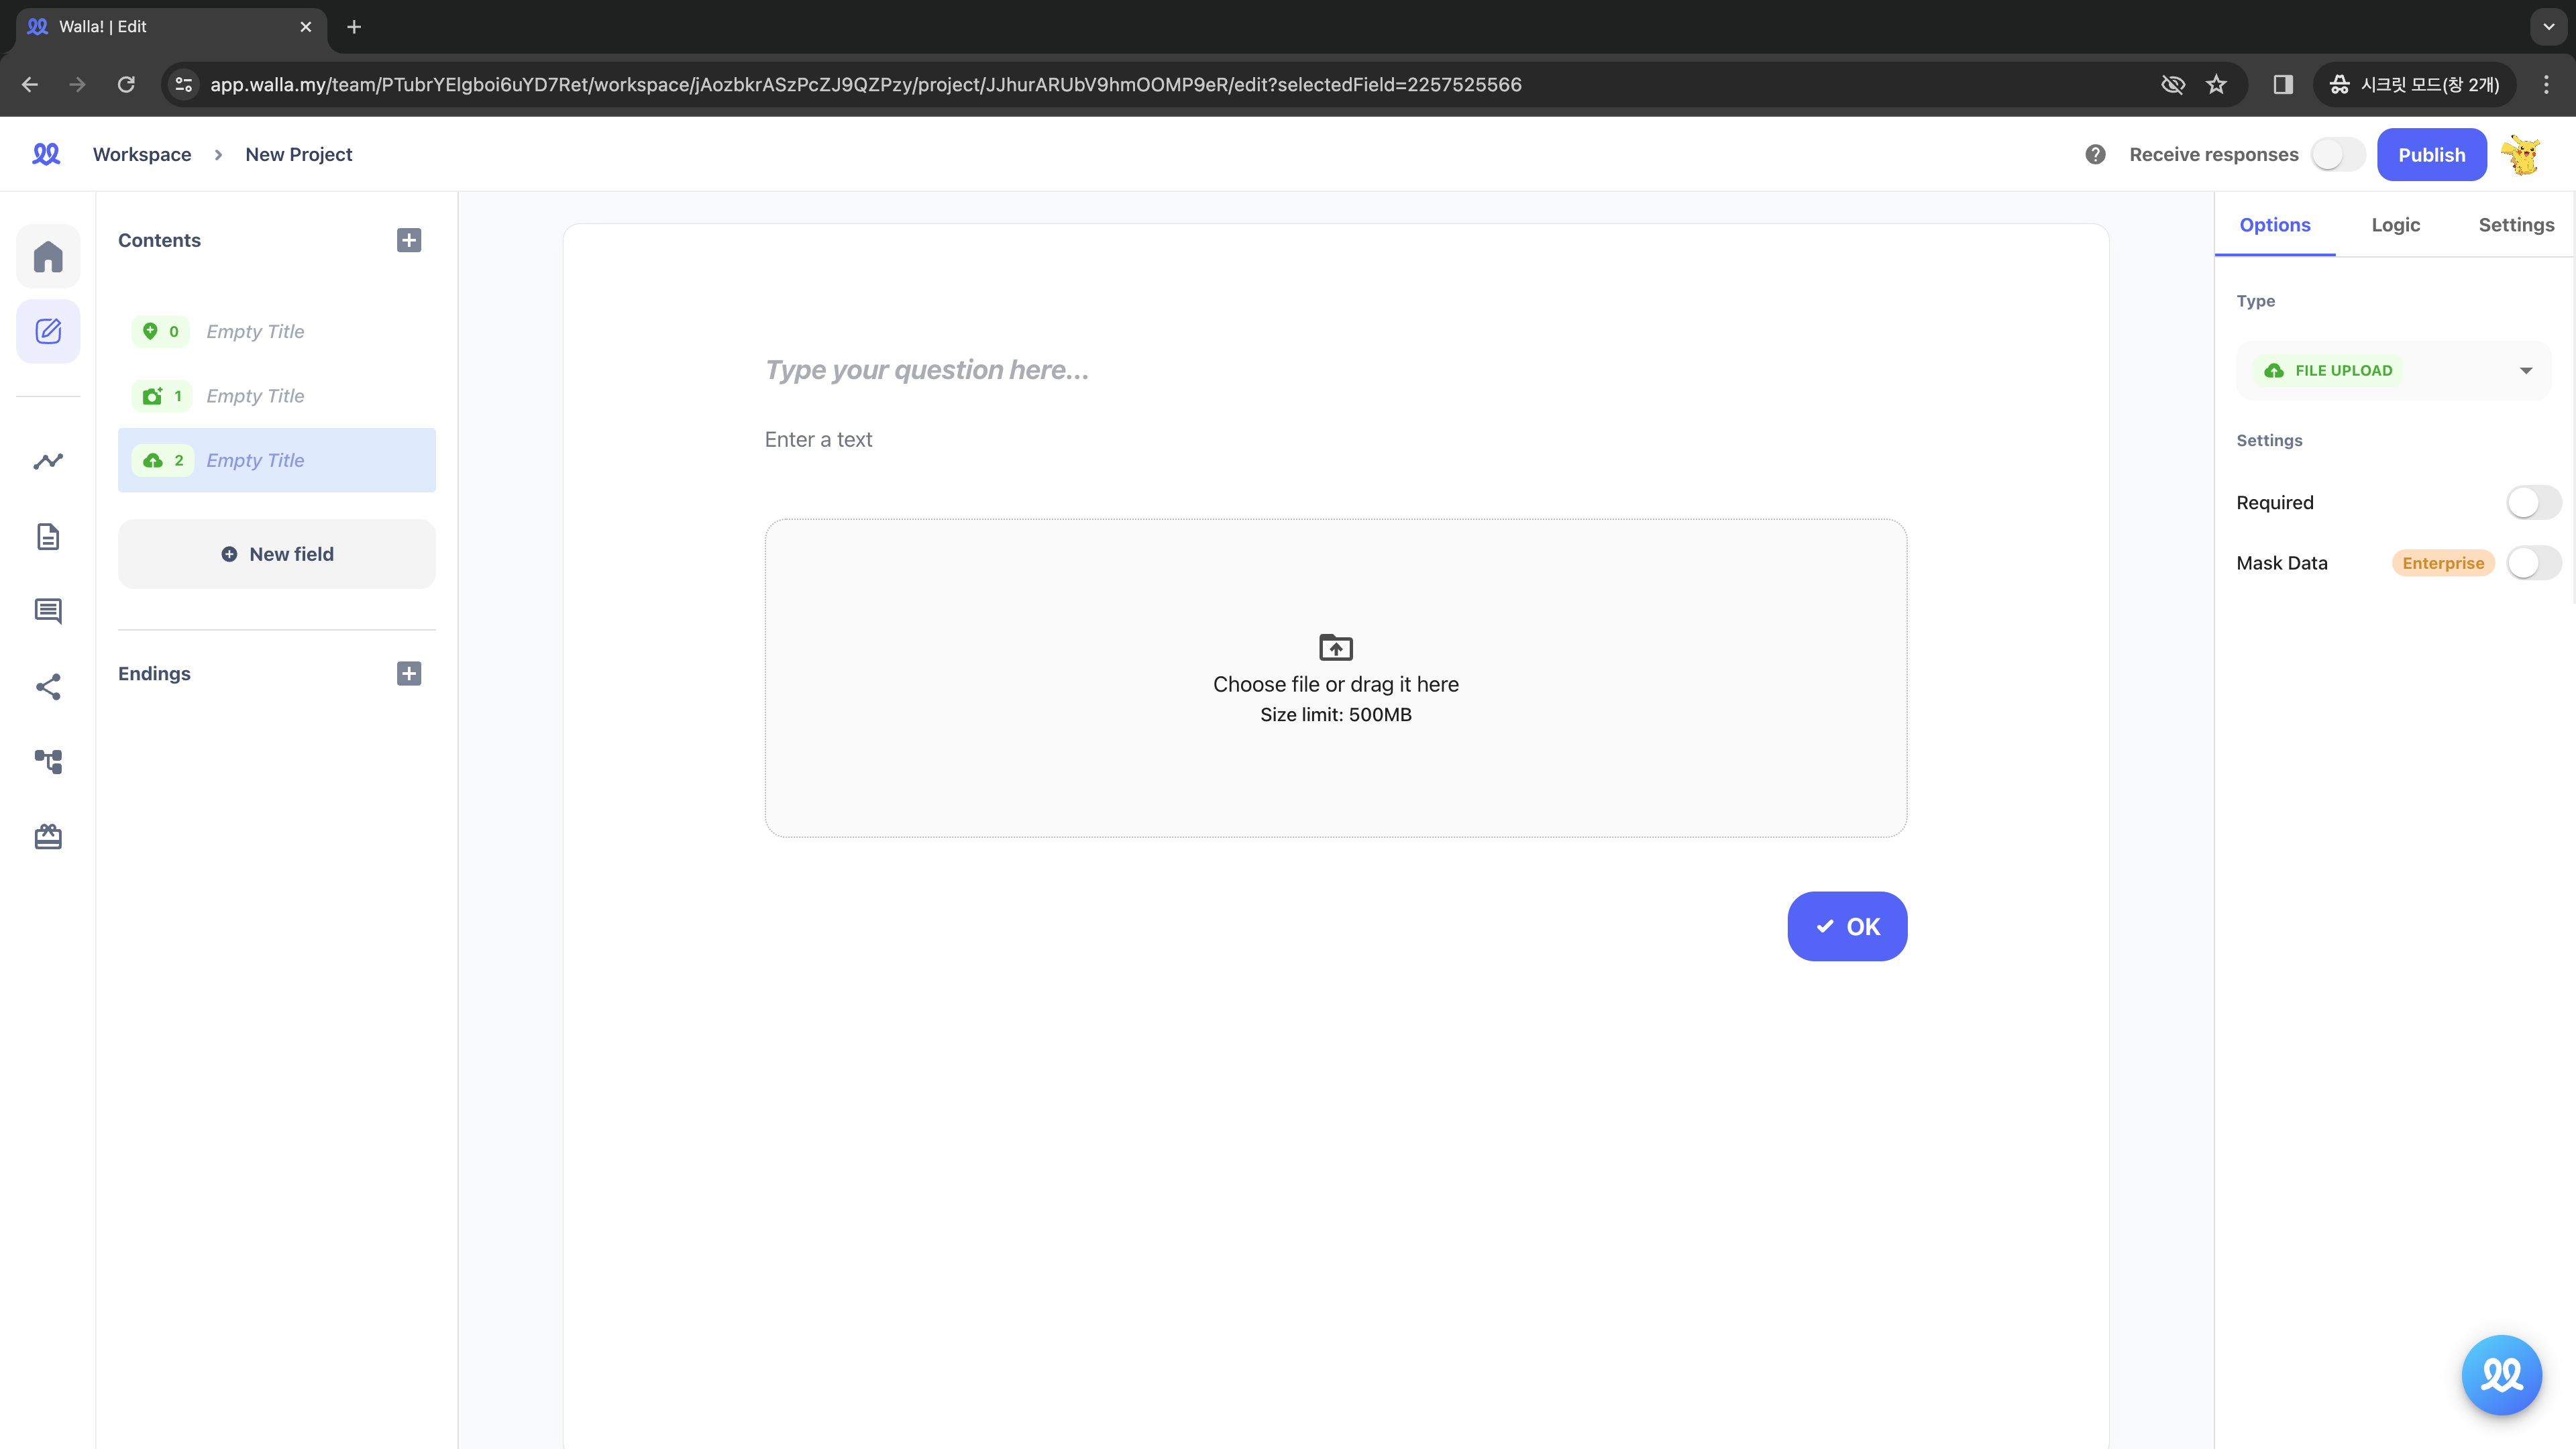 Walla! | Edit
app.walla.my/team/PTubrYElgboi6uYD7Ret/workspace/jAozbkrASzPcZJ9QZPzy/project/JJhurARUbV9hmOOMP9eR/edit?selectedField=2257525566
시크릿 모드(창 2개)
Workspace
New Project
Receive responses
Publish
Contents
0 Empty Title
1 Empty Title
2 Empty Title
New field
Endings
Type your question here...
Enter a text
Choose file or drag it here
Size limit: 500MB
OK
Options
Logic
Settings
Type
FILE UPLOAD
Settings
Required
Mask Data
Enterprise